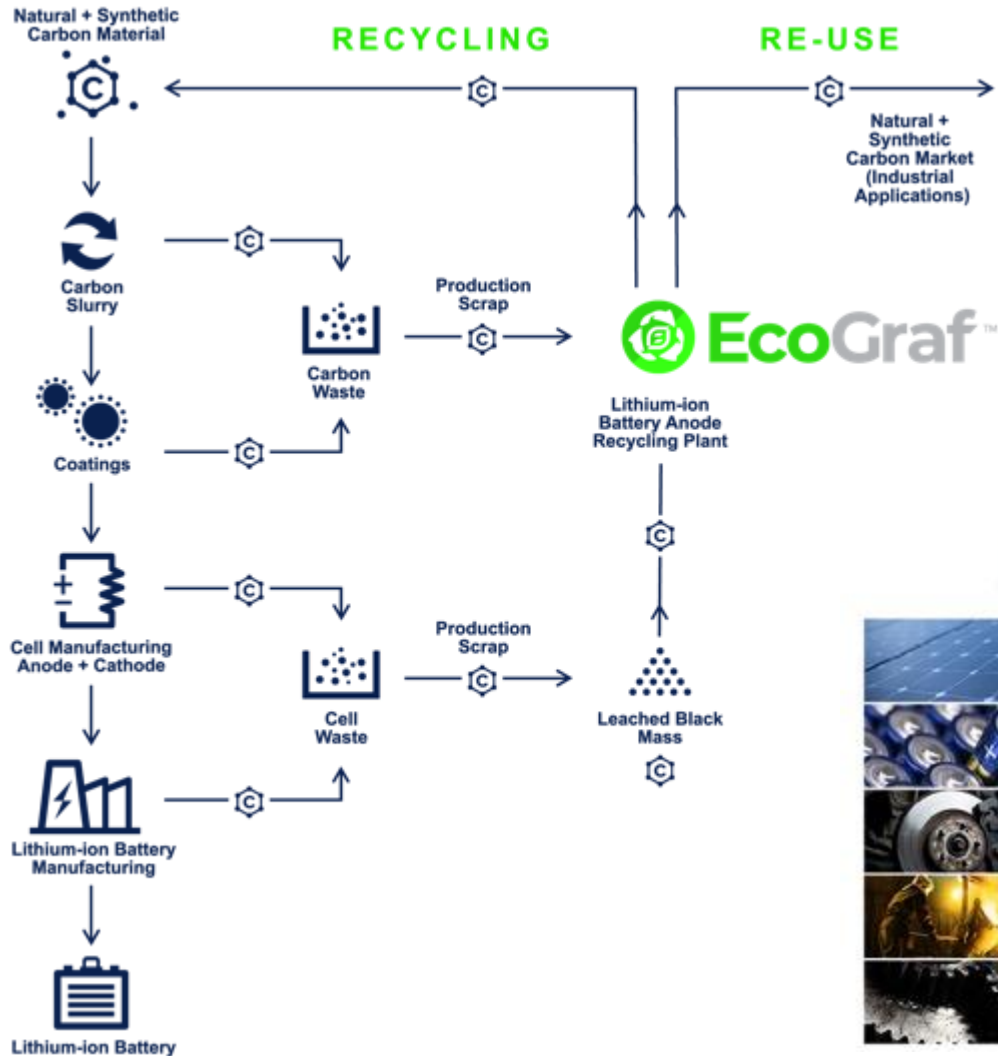 Natural + Synthetic
Carbon Material
C
RECYCLING
RE-USE
C
C
Natural +
Synthetic
Carbon Market
(Industrial
Applications)
C
Carbon
Slurry
Production
Scrap
C
EcoGraf™
Carbon
Waste
Lithium-ion
Battery Anode
Recycling Plant
C
Coatings
C
C
+
−
Cell Manufacturing
Anode + Cathode
Production
Scrap
C
Cell
Waste
Leached Black
Mass
C
C
Lithium-ion Battery
Manufacturing
Lithium-ion Battery